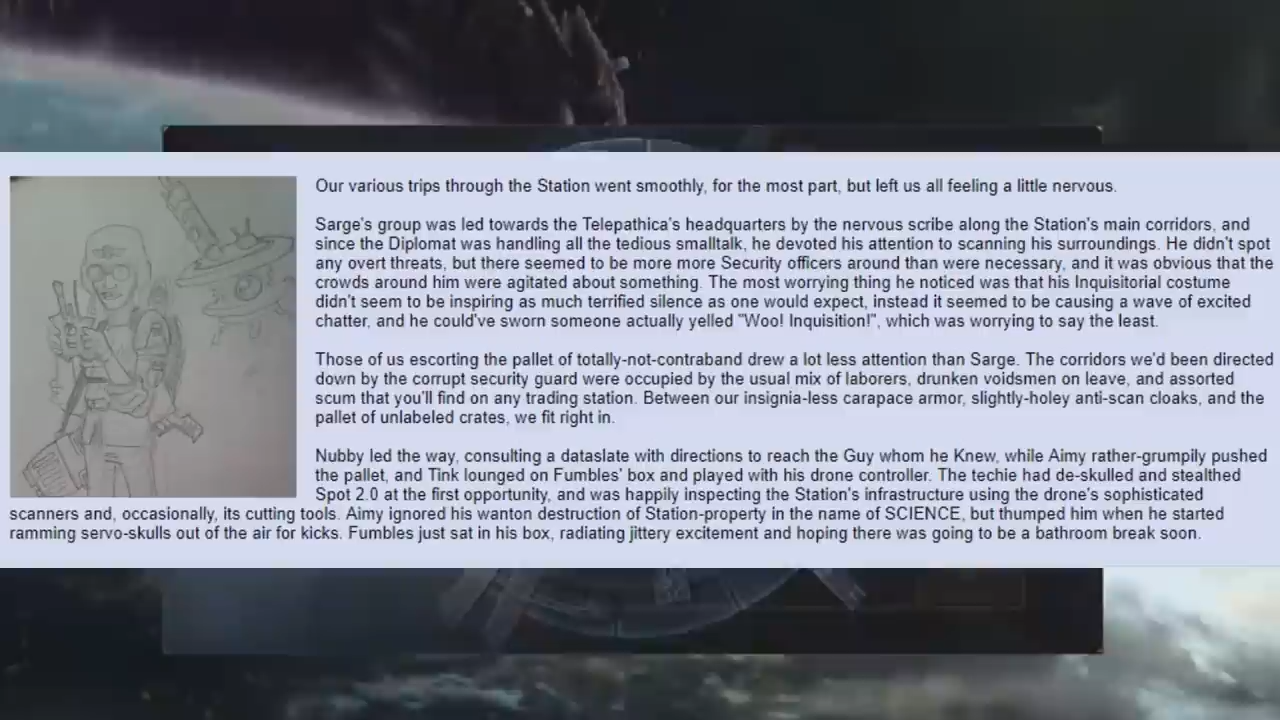 Our various trips through the Station went smoothly, for the most part, but left us all feeling a little nervous.
Sarge's group was led towards the Telepathica's headquarters by the nervous scribe along the Station's main corridors, and
since the Diplomat was handling all the tedious smalltalk, he devoted his attention to scanning his surroundings. He didn't spot
any overt threats, but there seemed to be more more Security officers around than were necessary, and it was obvious that the
crowds around him were agitated about something. The most worrying thing he noticed was that his Inquisitorial costume
didn't seem to be inspiring as much terrified silence as one would expect, instead it seemed to be causing a wave of excited
chatter, and he could've sworn someone actually yelled "Woo! Inquisition!", which was worrying to say the least.
Those of us escorting the pallet of totally-not-contraband drew a lot less attention than Sarge. The corridors we'd been directed
down by the corrupt security guard were occupied by the usual mix of laborers, drunken voidsmen on leave, and assorted
scum that you'll find on any trading station. Between our insignia-less carapace armor, slightly-holey anti-scan cloaks, and the
pallet of unlabeled crates, we fit right in.
Nubby led the way, consulting a dataslate with directions to reach the Guy whom he Knew, while Aimy rather-grumpily pushed
the pallet, and Tink lounged on Fumbles' box and played with his drone controller. The techie had de-skulled and stealthed
Spot 2.0 at the first opportunity, and was happily inspecting the Station's infrastructure using the drone's sophisticated
scanners and, occasionally, its cutting tools. Aimy ignored his wanton destruction of Station-property in the name of SCIENCE, but thumped him when he started
ramming servo-skulls out of the air for kicks. Fumbles just sat in his box, radiating jittery excitement and hoping there was going to be a bathroom break soon.